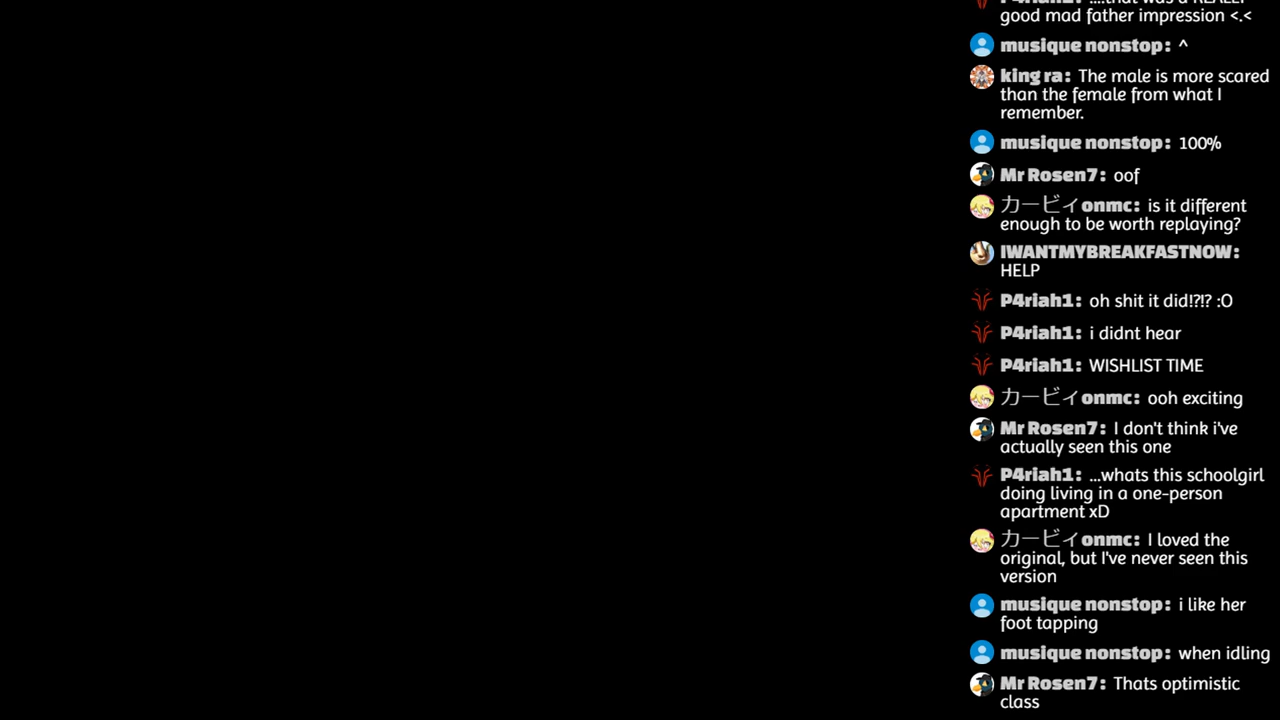 good mad father impression <.<
musique nonstop: ^
king ra: The male is more scared
than the female from what I
remember.
musique nonstop: 100%
Mr Rosen7: oof
カービィonmc: is it different
enough to be worth replaying?
IWANTMYBREAKFASTNOW:
HELP
P4riah1: oh shit it did!?!? :O
P4riah1: i didnt hear
P4riah1: WISHLIST TIME
カービィonmc: ooh exciting
Mr Rosen7: I don't think i've
actually seen this one
P4riah1: ...whats this schoolgirl
doing living in a one-person
apartment xD
カービィonmc: I loved the
original, but I've never seen this
version
musique nonstop: i like her
foot tapping
musique nonstop: when idling
Mr Rosen7: Thats optimistic
class